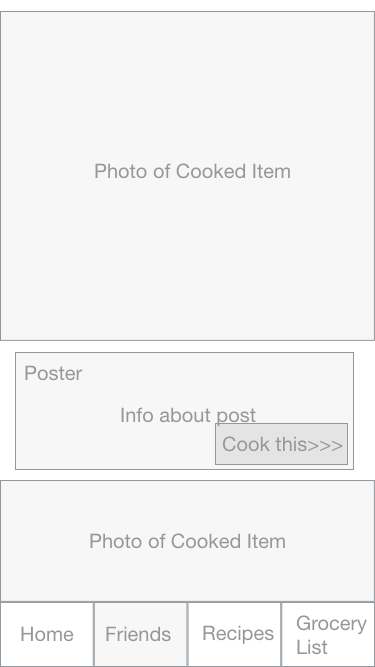 Photo of Cooked Item
Poster
Info about post
Cook this>>>
Photo of Cooked Item
Home
Friends
Recipes
Grocery
List